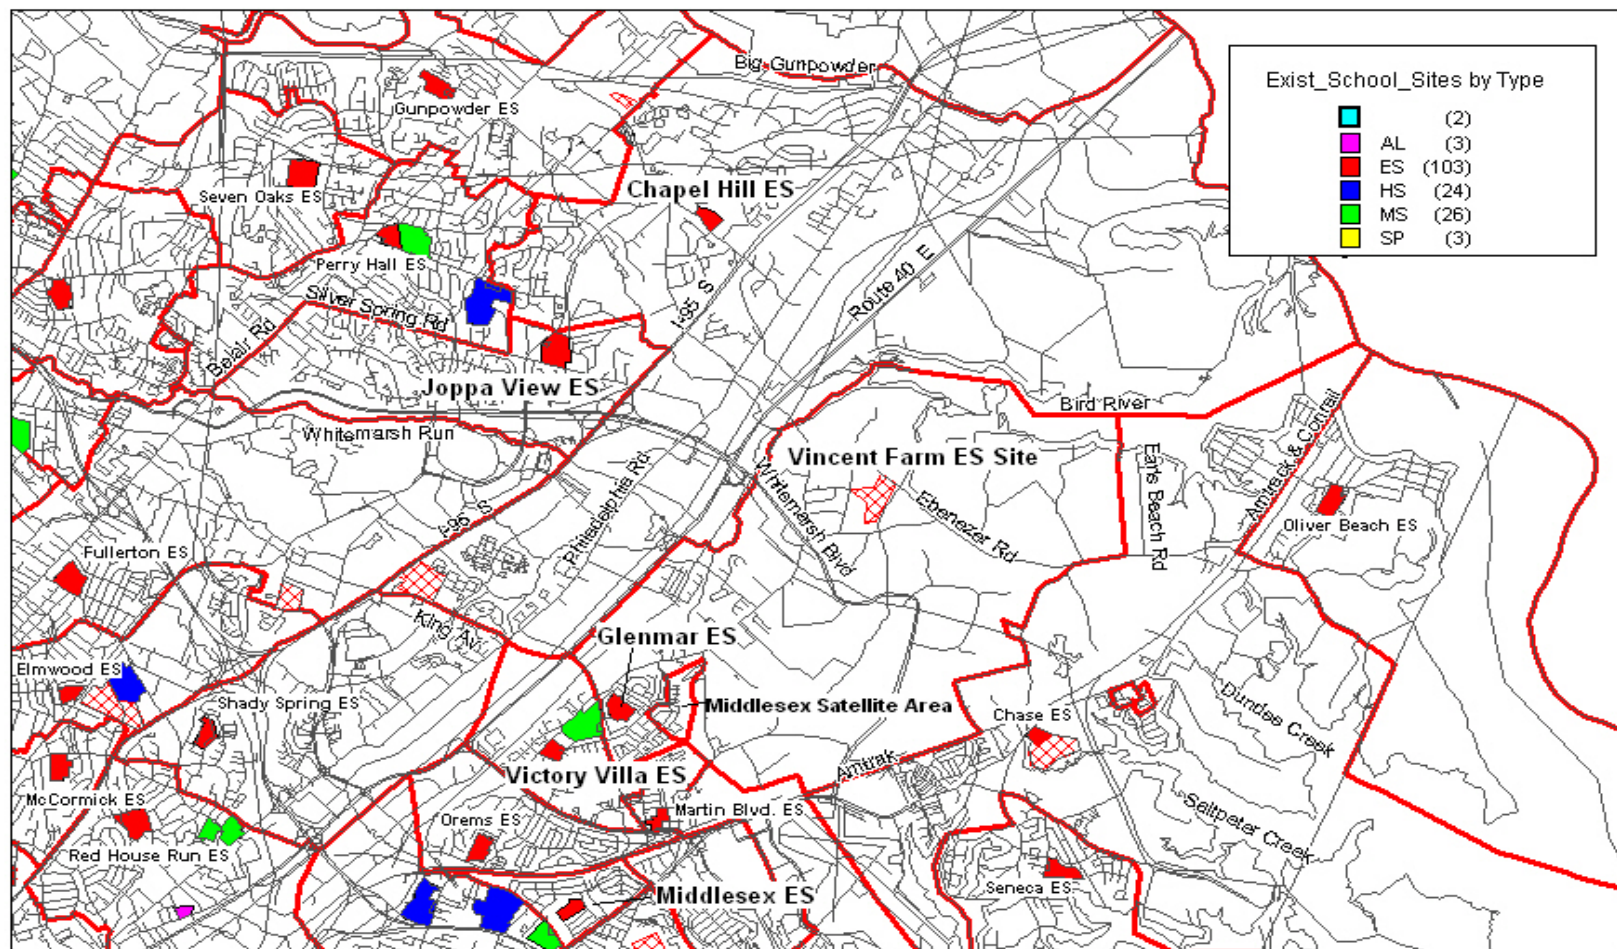 Big Gunpowder
Exist_School_Sites by Type
(2)
AL (3)
ES (103)
HS (24)
MS (26)
SP (3)
Gunpowder ES
Seven Oaks ES
Chapel Hill ES
Perry Hall ES
Silver Spring Rd
Belair Rd
I-95 S
Route 40 E
Joppa View ES
Whitemarsh Run
Bird River
Vincent Farm ES Site
Whitemarsh Blvd
Ebenezer Rd
Earls Beach Rd
Amtrack & Conrail
Oliver Beach ES
Philadelphia Rd
I-95 S
Fullerton ES
King Av
Glenmar ES
Elmwood ES
Shady Spring ES
Middlesex Satellite Area
Chase ES
Dundee Creek
Amtrak
Victory Villa ES
McCormick ES
Orems ES
Martin Blvd. ES
Saltpeter Creek
Red House Run ES
Seneca ES
Middlesex ES